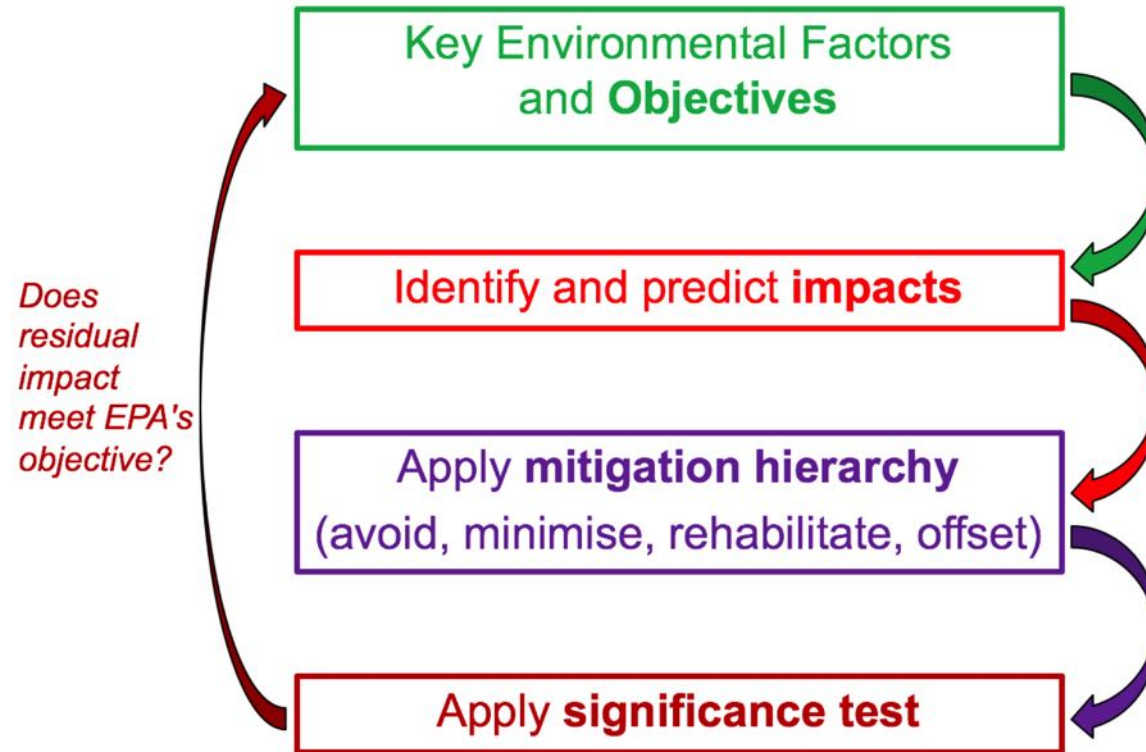 Key Environmental Factors
and Objectives
Identify and predict impacts
Does
residual
impact
meet EPA's
objective?
Apply mitigation hierarchy
(avoid, minimise, rehabilitate, offset)
Apply significance test